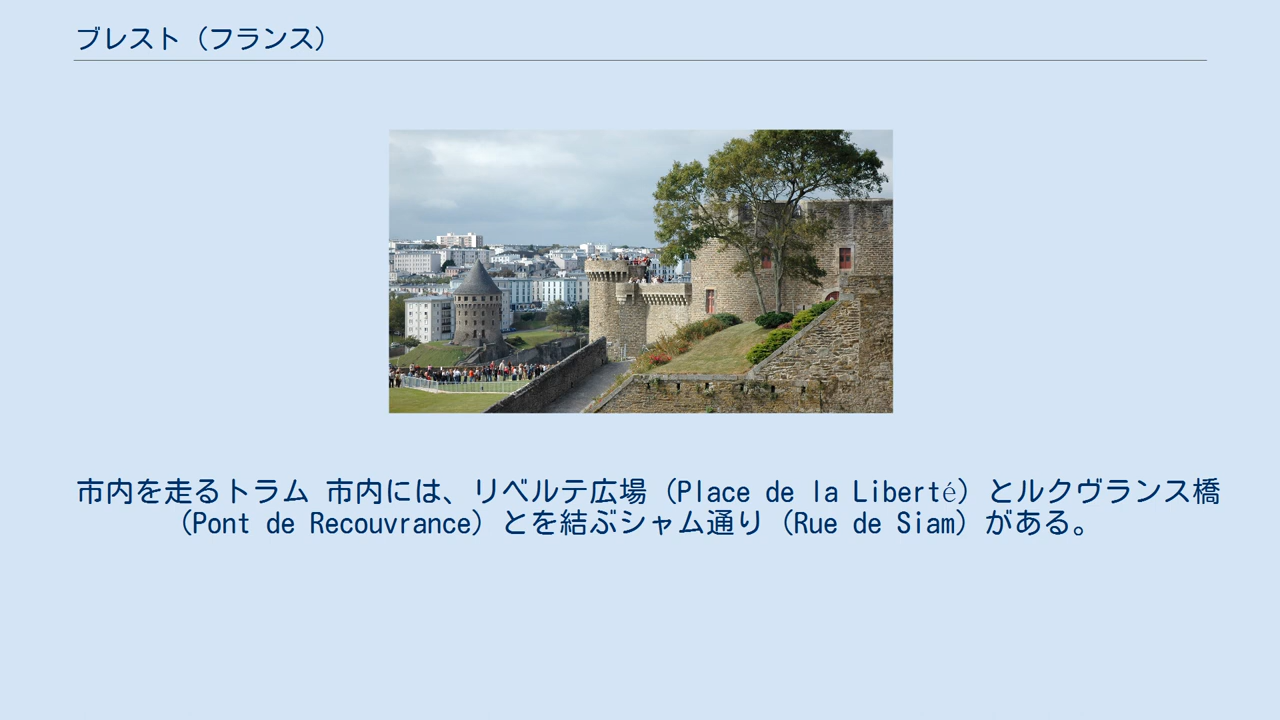 ブレスト（フランス）
市内を走るトラム 市内には、リベルテ広場（Place de la Liberté）とルクヴランス橋
（Pont de Recouvrance）とを結ぶシャム通り（Rue de Siam）がある。